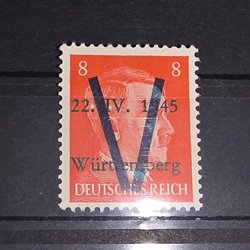 8 8
22. IV. 1945
Württemberg
DEUTSCHES REICH